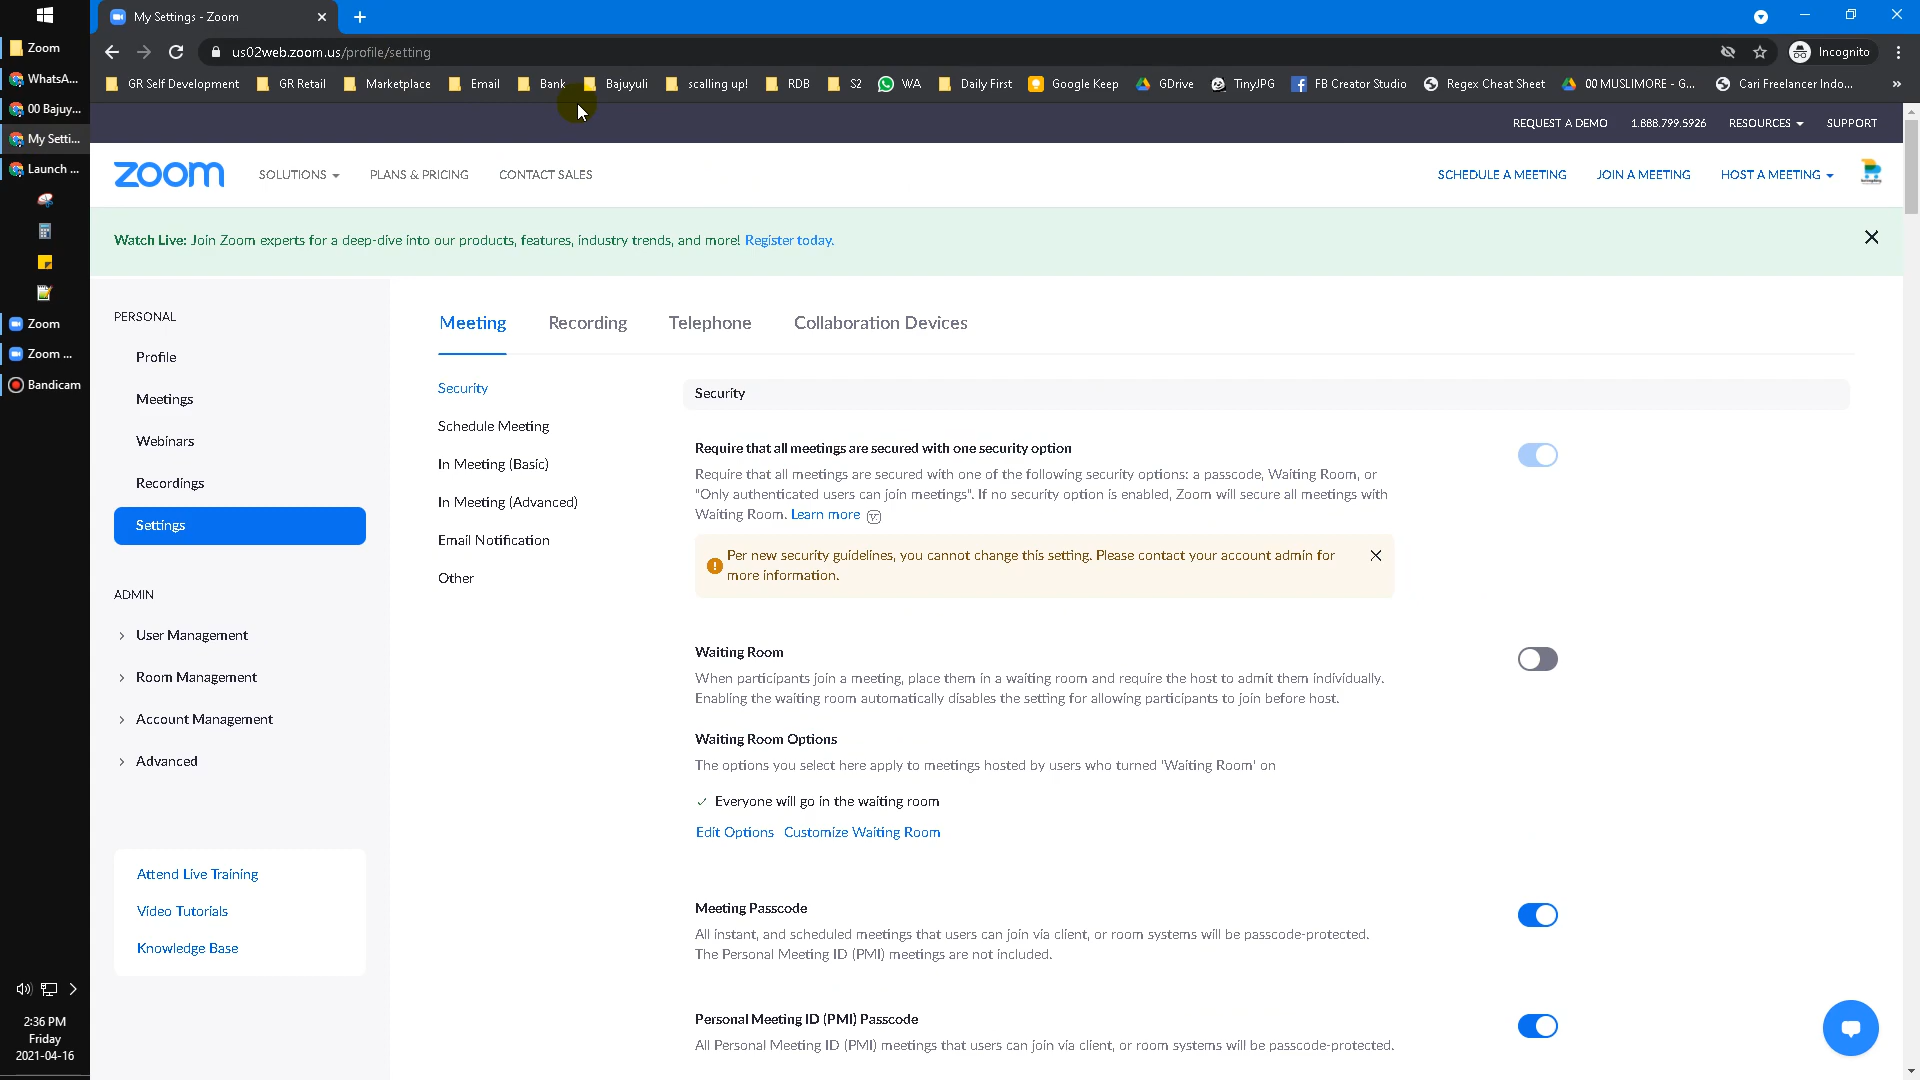 My Settings - Zoom
us02web.zoom.us/profile/setting
Incognito
GR Self Development
GR Retail
Marketplace
Email
Bank
Bajuyuli
scalling up!
RDB
S2
WA
Daily First
Google Keep
GDrive
TinyJPG
FB Creator Studio
Regex Cheat Sheet
00 MUSLIMORE - G...
Cari Freelancer Indo...
»
Zoom
WhatsA...
00 Bajuy...
My Setti...
Launch ...
Zoom
Zoom ...
Bandicam
2:36 PM
Friday
2021-04-16
REQUEST A DEMO
1.888.799.5926
RESOURCES
SUPPORT
zoom
SOLUTIONS
PLANS & PRICING
CONTACT SALES
SCHEDULE A MEETING
JOIN A MEETING
HOST A MEETING
Watch Live: Join Zoom experts for a deep-dive into our products, features, industry trends, and more! Register today.
PERSONAL
Profile
Meetings
Webinars
Recordings
Settings
ADMIN
User Management
Room Management
Account Management
Advanced
Attend Live Training
Video Tutorials
Knowledge Base
Meeting
Recording
Telephone
Collaboration Devices
Security
Schedule Meeting
In Meeting (Basic)
In Meeting (Advanced)
Email Notification
Other
Security
Require that all meetings are secured with one security option
Require that all meetings are secured with one of the following security options: a passcode, Waiting Room, or
"Only authenticated users can join meetings". If no security option is enabled, Zoom will secure all meetings with
Waiting Room. Learn more
Per new security guidelines, you cannot change this setting. Please contact your account admin for
more information.
Waiting Room
When participants join a meeting, place them in a waiting room and require the host to admit them individually.
Enabling the waiting room automatically disables the setting for allowing participants to join before host.
Waiting Room Options
The options you select here apply to meetings hosted by users who turned 'Waiting Room' on
✓ Everyone will go in the waiting room
Edit Options Customize Waiting Room
Meeting Passcode
All instant, and scheduled meetings that users can join via client, or room systems will be passcode-protected.
The Personal Meeting ID (PMI) meetings are not included.
Personal Meeting ID (PMI) Passcode
All Personal Meeting ID (PMI) meetings that users can join via client, or room systems will be passcode-protected.